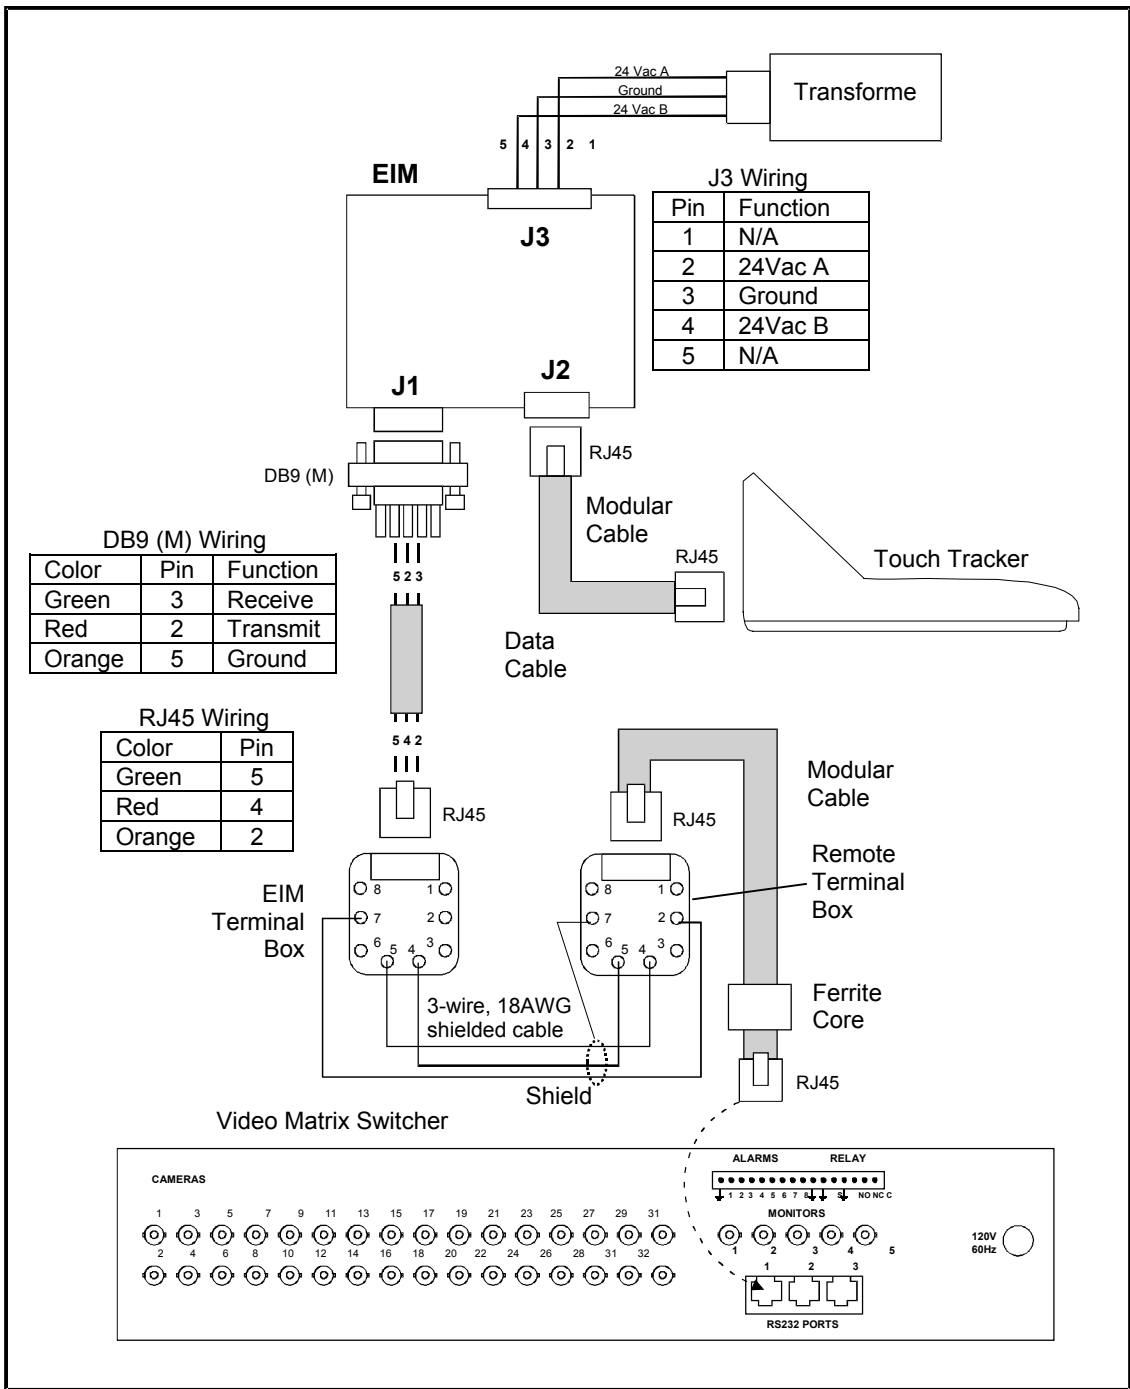 24 Vac A
Ground
24 Vac B
Transforme
5 4 3 2 1
EIM
J3
J3 Wiring
Pin Function
1 N/A
2 24Vac A
3 Ground
4 24Vac B
5 N/A
J1
J2
RJ45
DB9 (M)
Modular
Cable
RJ45
Touch Tracker
DB9 (M) Wiring
Color Pin Function
Green 3 Receive
Red 2 Transmit
Orange 5 Ground
5 2 3
Data
Cable
RJ45 Wiring
Color Pin
Green 5
Red 4
Orange 2
5 4 2
RJ45
RJ45
Modular
Cable
EIM
Terminal
Box
8 1
7 2
6 5 4 3
8 1
7 2
6 5 4 3
Remote
Terminal
Box
3-wire, 18AWG
shielded cable
Ferrite
Core
Shield
RJ45
Video Matrix Switcher
CAMERAS
1 3 5 7 9 11 13 15 17 19 21 23 25 27 29 31
2 4 6 8 10 12 14 16 18 20 22 24 26 28 31 32
ALARMS RELAY
1 2 3 4 5 6 7 8 S NO NC C
MONITORS
1 2 3 4 5
120V
60Hz
1 2 3
RS232 PORTS